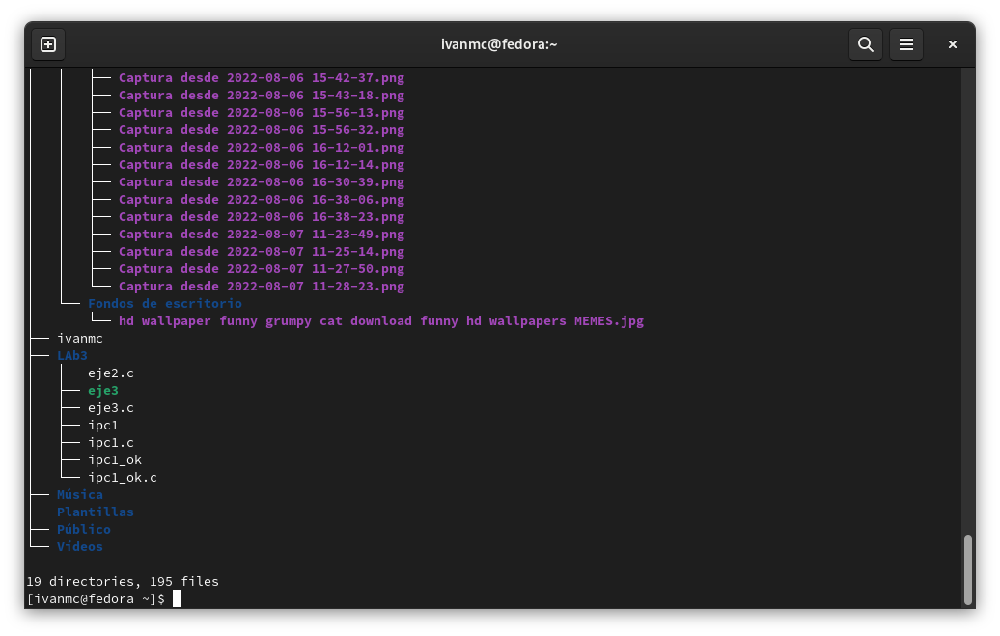 ivanmc@fedora:~
Captura desde 2022-08-06 15-42-37.png
Captura desde 2022-08-06 15-43-18.png
Captura desde 2022-08-06 15-56-13.png
Captura desde 2022-08-06 15-56-32.png
Captura desde 2022-08-06 16-12-01.png
Captura desde 2022-08-06 16-12-14.png
Captura desde 2022-08-06 16-30-39.png
Captura desde 2022-08-06 16-38-06.png
Captura desde 2022-08-06 16-38-23.png
Captura desde 2022-08-07 11-23-49.png
Captura desde 2022-08-07 11-25-14.png
Captura desde 2022-08-07 11-27-50.png
Captura desde 2022-08-07 11-28-23.png
Fondos de escritorio
hd wallpaper funny grumpy cat download funny hd wallpapers MEMES.jpg
ivanmc
LAb3
eje2.c
eje3
eje3.c
ipc1
ipc1.c
ipc1_ok
ipc1_ok.c
Música
Plantillas
Público
Vídeos
19 directories, 195 files
[ivanmc@fedora ~]$